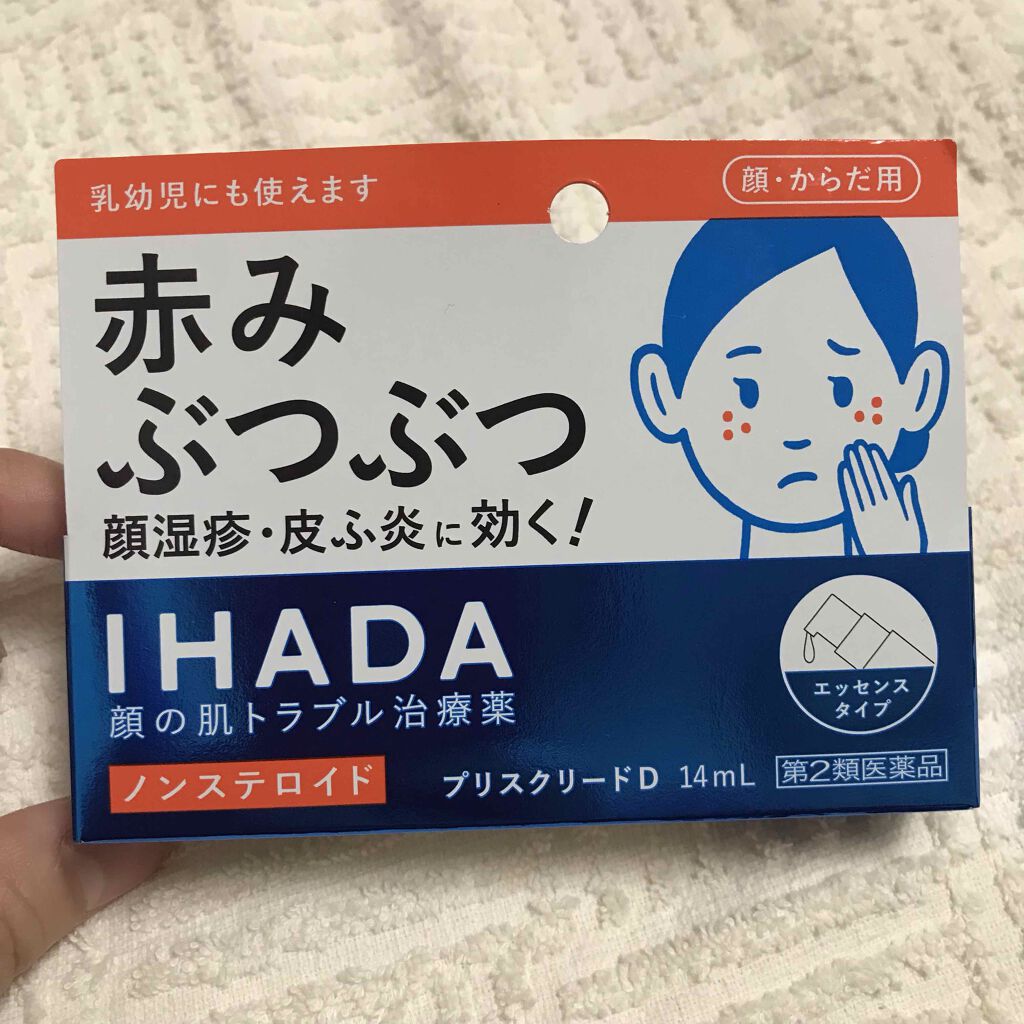 乳幼児にも使えます
顔・からだ用
赤み
ぶつぶつ
顔湿疹・皮ふ炎に効く!
IHADA
顔の肌トラブル治療薬
エッセンス
タイプ
ノンステロイド
プリスクリードD 14mL
第2類医薬品